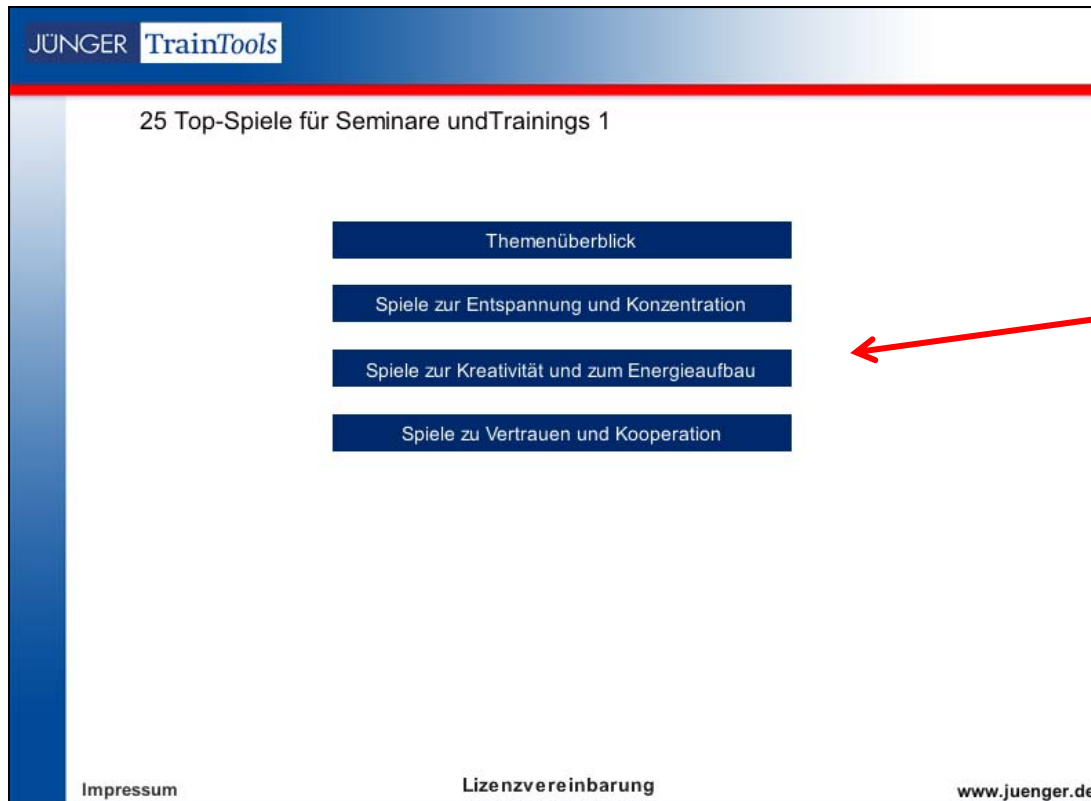 JÜNGER TrainTools
25 Top-Spiele für Seminare undTrainings 1
Themenüberblick
Spiele zur Entspannung und Konzentration
Spiele zur Kreativität und zum Energieaufbau
Spiele zu Vertrauen und Kooperation
Impressum Lizenzvereinbarung www.juenger.de